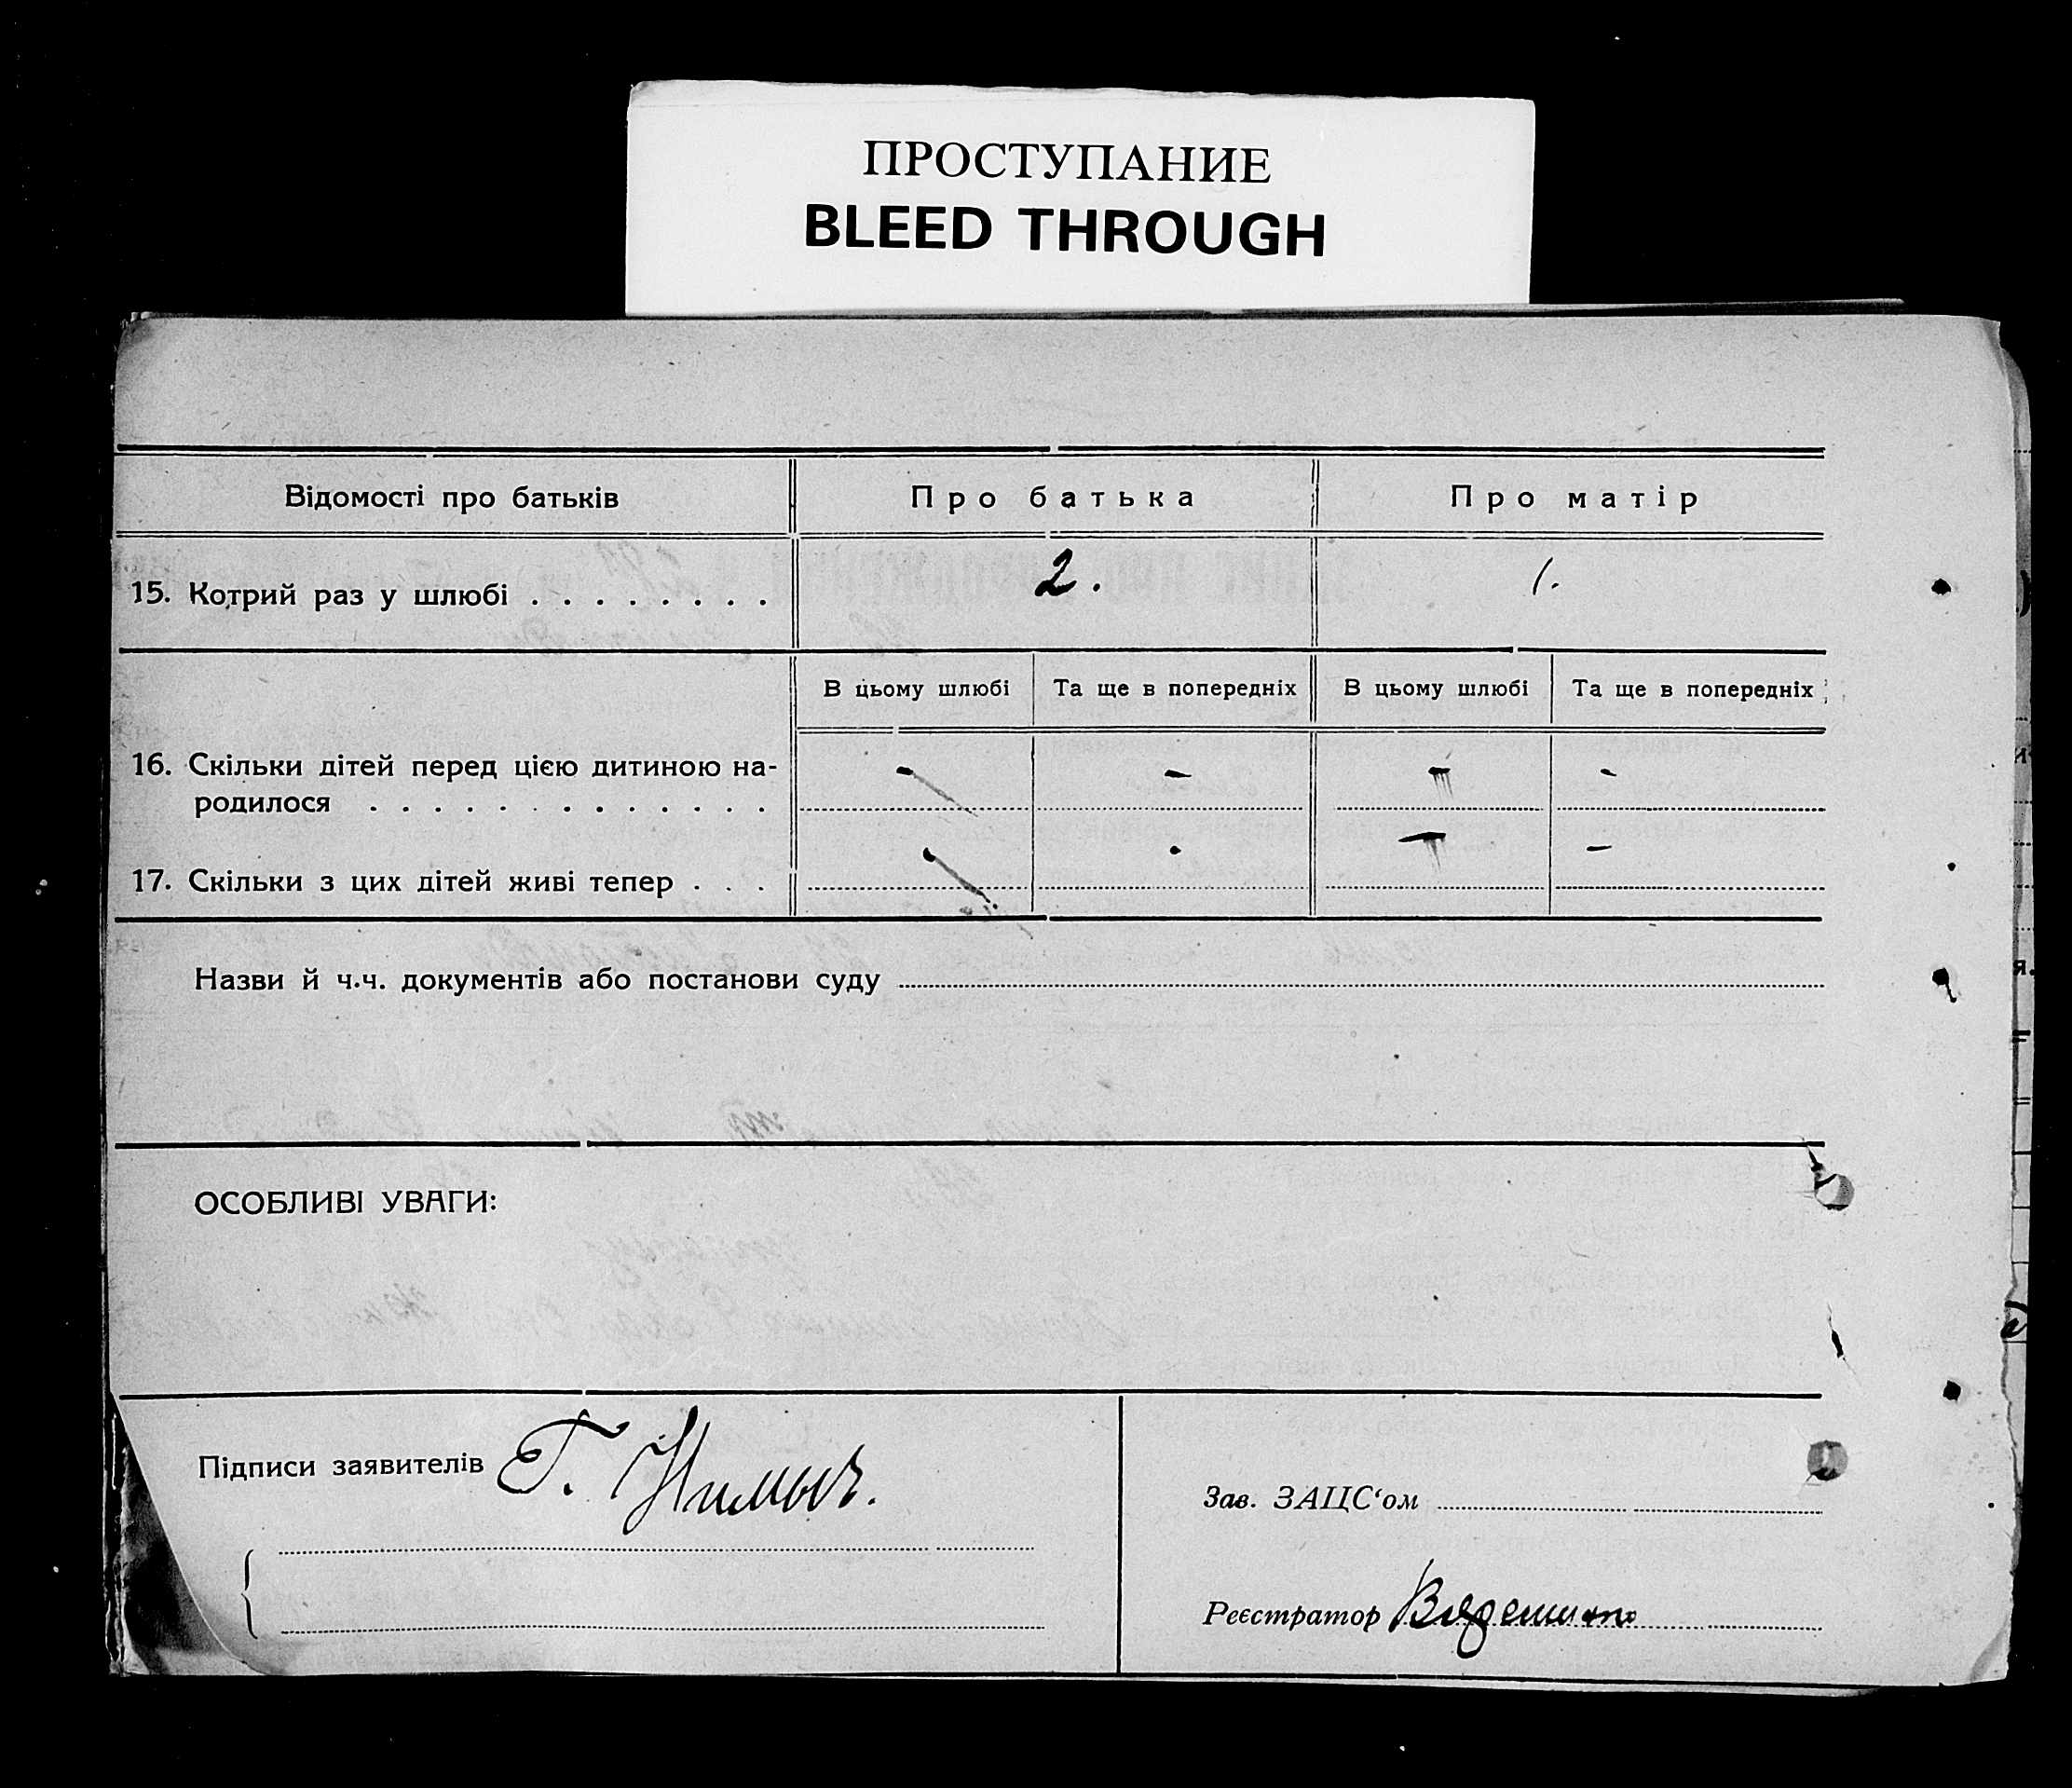 ПРОСТУПАНИЕ
BLEED THROUGH
Відомості про батьків
Про батька
Про матір
15. Котрий раз у шлюбі . . . . . . . .
2.
1.
В цьому шлюбі
Та ще в попередніх
В цьому шлюбі
Та ще в попередніх
16. Скільки дітей перед цією дитиною на-
родилося . . . . . . . . . . . . .
- - - -
17. Скільки з цих дітей живі тепер . . .
- - - -
Назви й ч.ч. документів або постанови суду
ОСОБЛИВІ УВАГИ:
Підписи заявителів Г.
Зав. ЗАЦС‘ом
Реєстратор